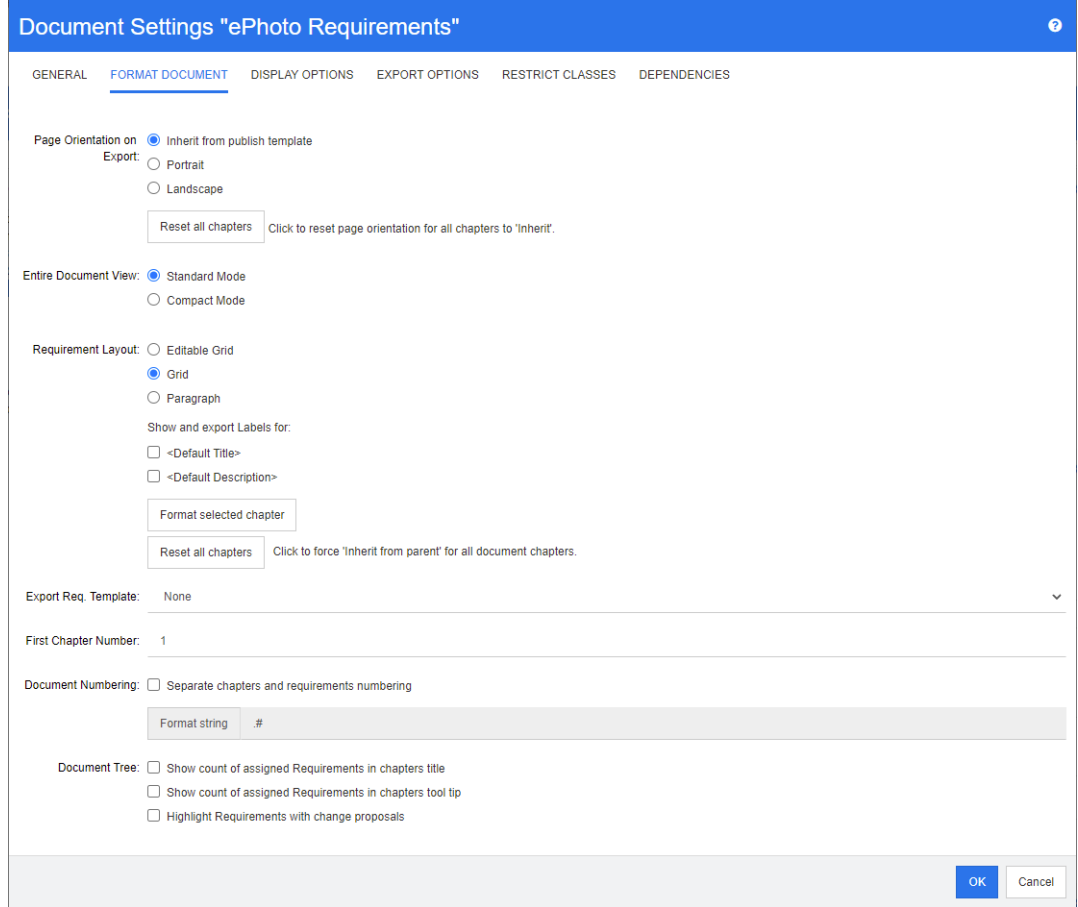 Document Settings "ePhoto Requirements"
?
GENERAL FORMAT DOCUMENT DISPLAY OPTIONS EXPORT OPTIONS RESTRICT CLASSES DEPENDENCIES
Page Orientation on Export:
Inherit from publish template
Portrait
Landscape
Reset all chapters Click to reset page orientation for all chapters to 'Inherit'.
Entire Document View: Standard Mode
Compact Mode
Requirement Layout: Editable Grid
Grid
Paragraph
Show and export Labels for:
<Default Title>
<Default Description>
Format selected chapter
Reset all chapters Click to force 'Inherit from parent' for all document chapters.
Export Req. Template: None
First Chapter Number: 1
Document Numbering: Separate chapters and requirements numbering
Format string .#
Document Tree: Show count of assigned Requirements in chapters title
Show count of assigned Requirements in chapters tool tip
Highlight Requirements with change proposals
OK Cancel